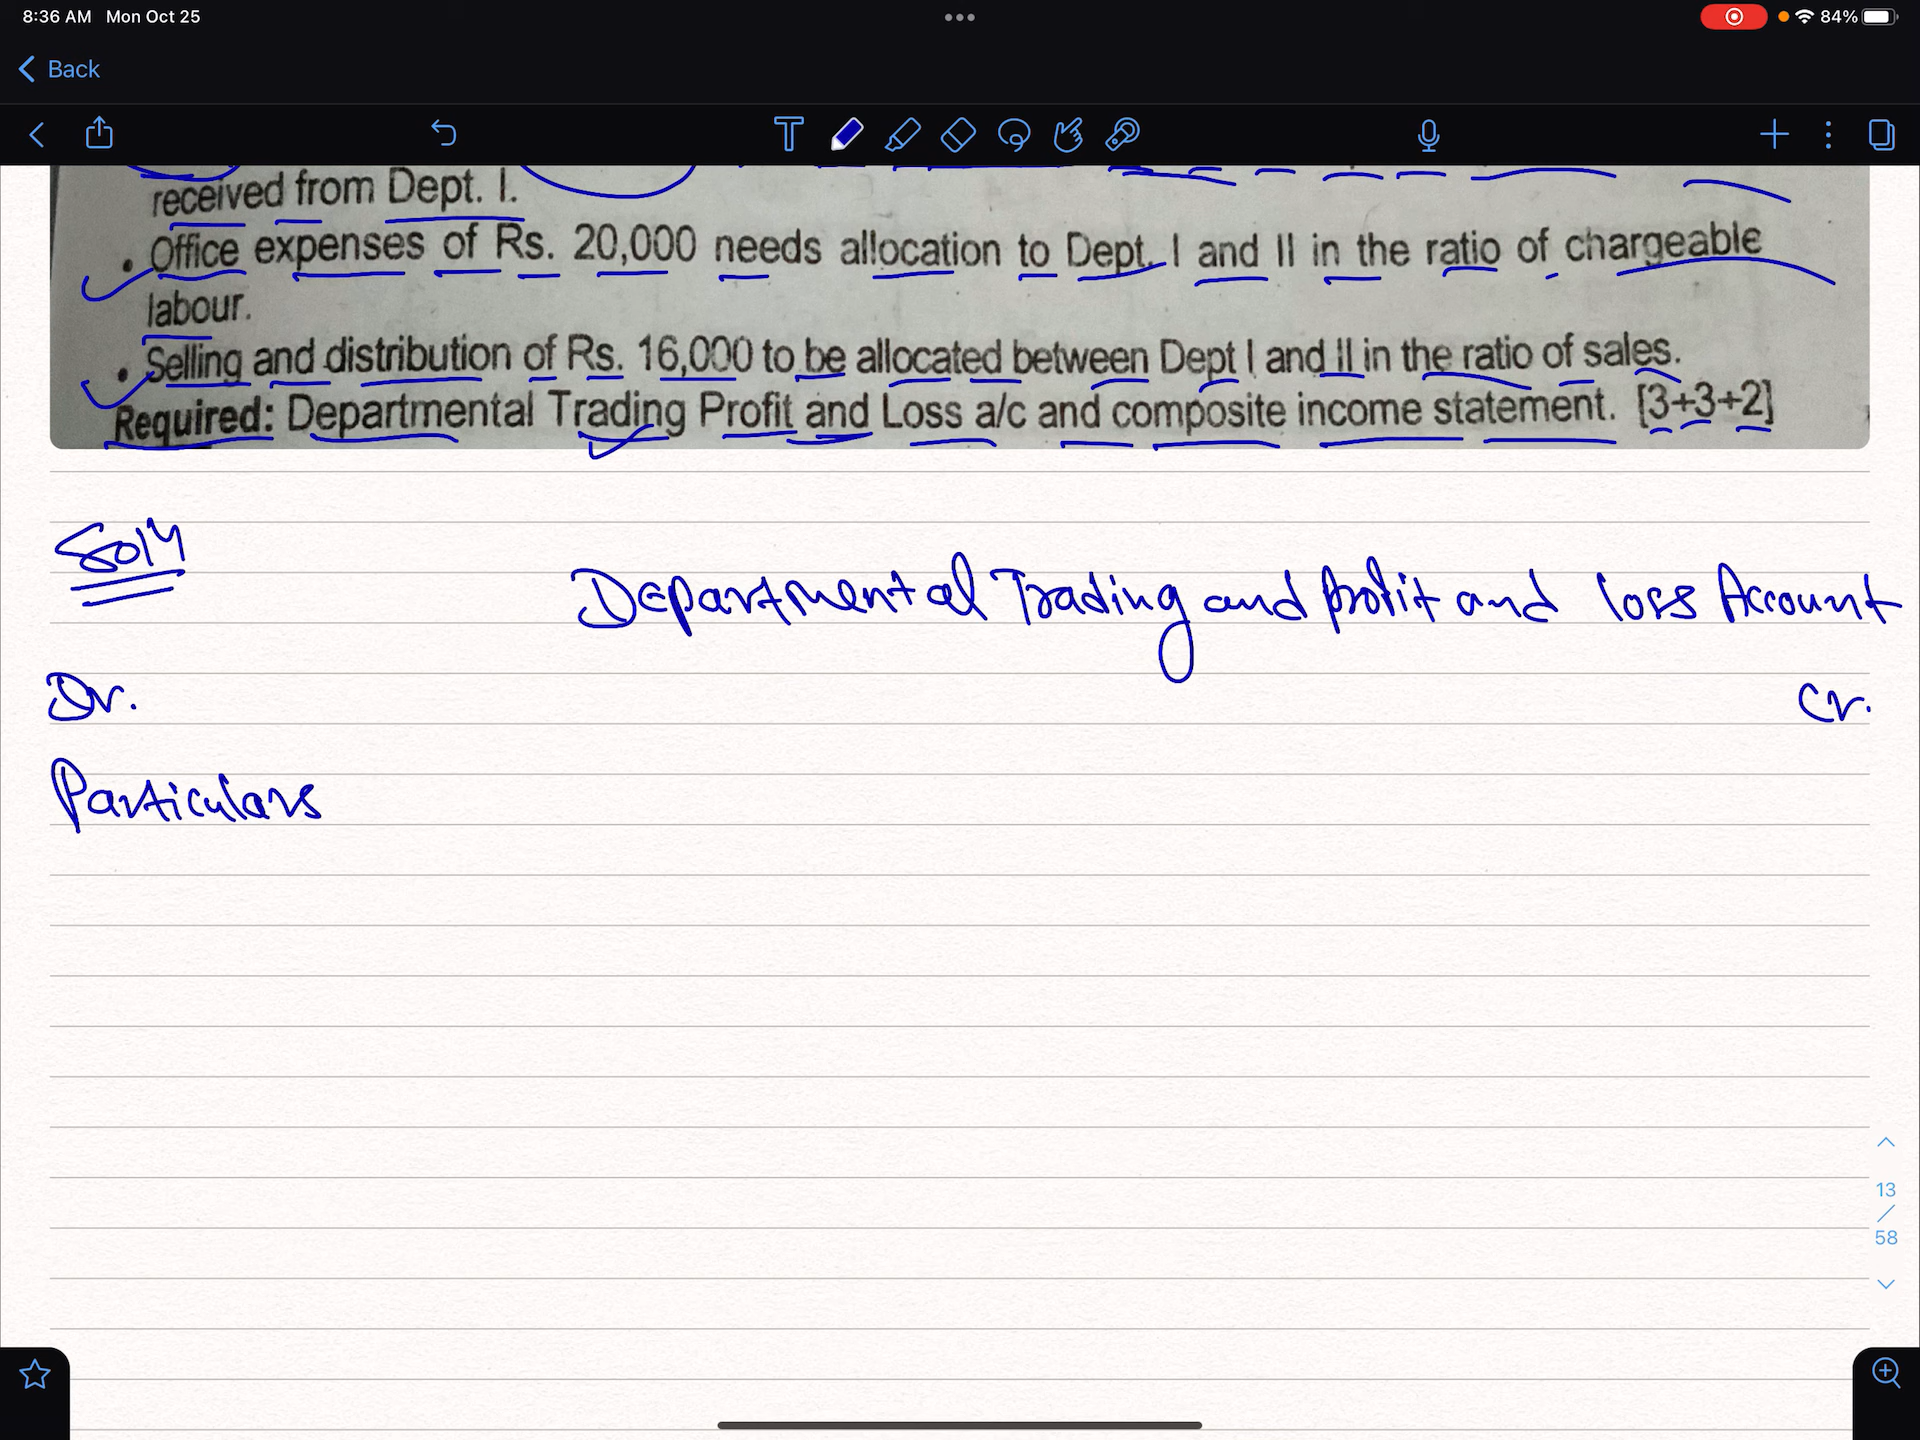 8:36 AM Mon Oct 25
84%
Back
received from Dept. I.
• Office expenses of Rs. 20,000 needs allocation to Dept. I and II in the ratio of chargeable
labour.
• Selling and distribution of Rs. 16,000 to be allocated between Dept I and II in the ratio of sales.
Required: Departmental Trading Profit and Loss a/c and composite income statement. [3+3+2]
Soln
Departmental Trading and profit and loss Account
Dr. Cr.
Particulars
13
/
58